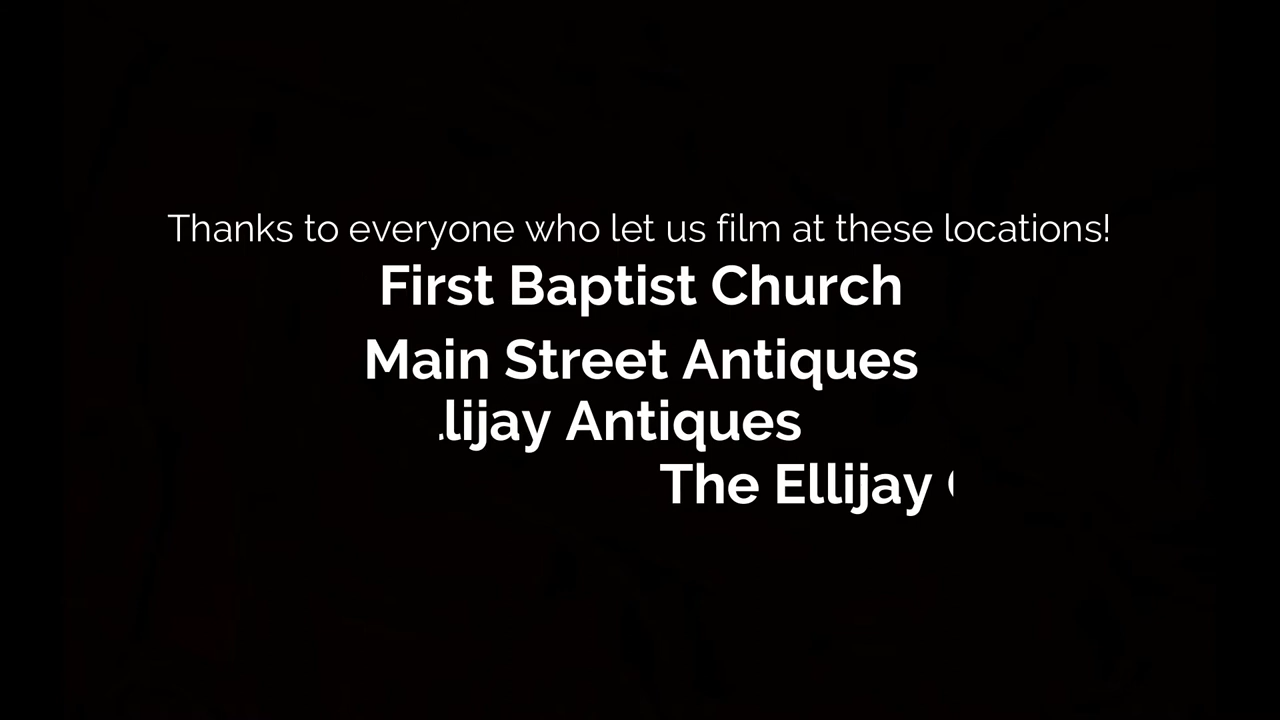 Thanks to everyone who let us film at these locations!
First Baptist Church
Main Street Antiques
lijay Antiques
The Ellijay